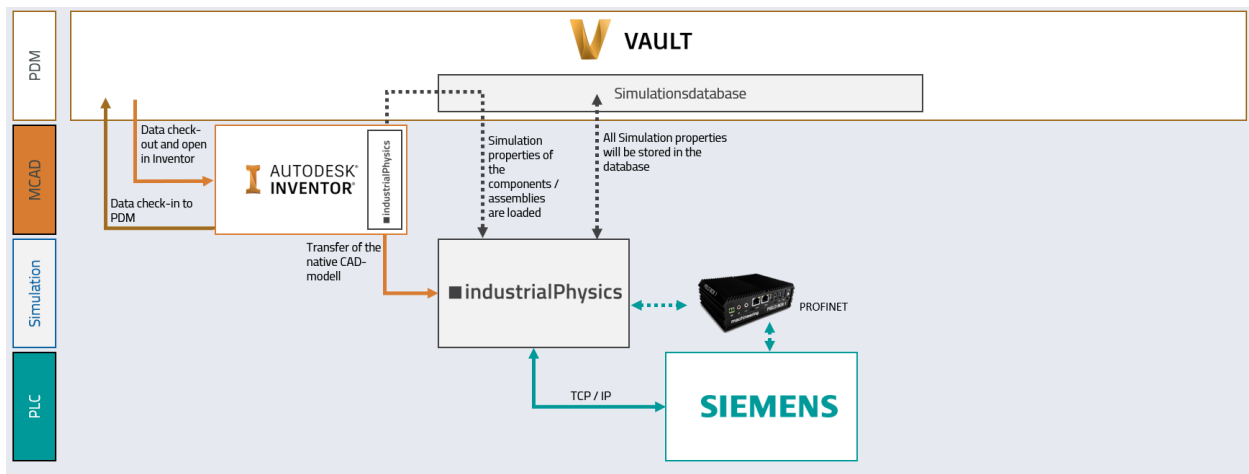 PDM
VAULT
Simulationsdatabase
MCAD
Data check-
out and open
in Inventor
Data check-in to
PDM
AUTODESK®
INVENTOR®
industrialPhysics
Simulation
properties of
the
components /
assemblies
are loaded
All Simulation properties
will be stored in the
database
Transfer of the
native CAD-
modell
Simulation
industrialPhysics
PROFINET
PLC
TCP / IP
SIEMENS